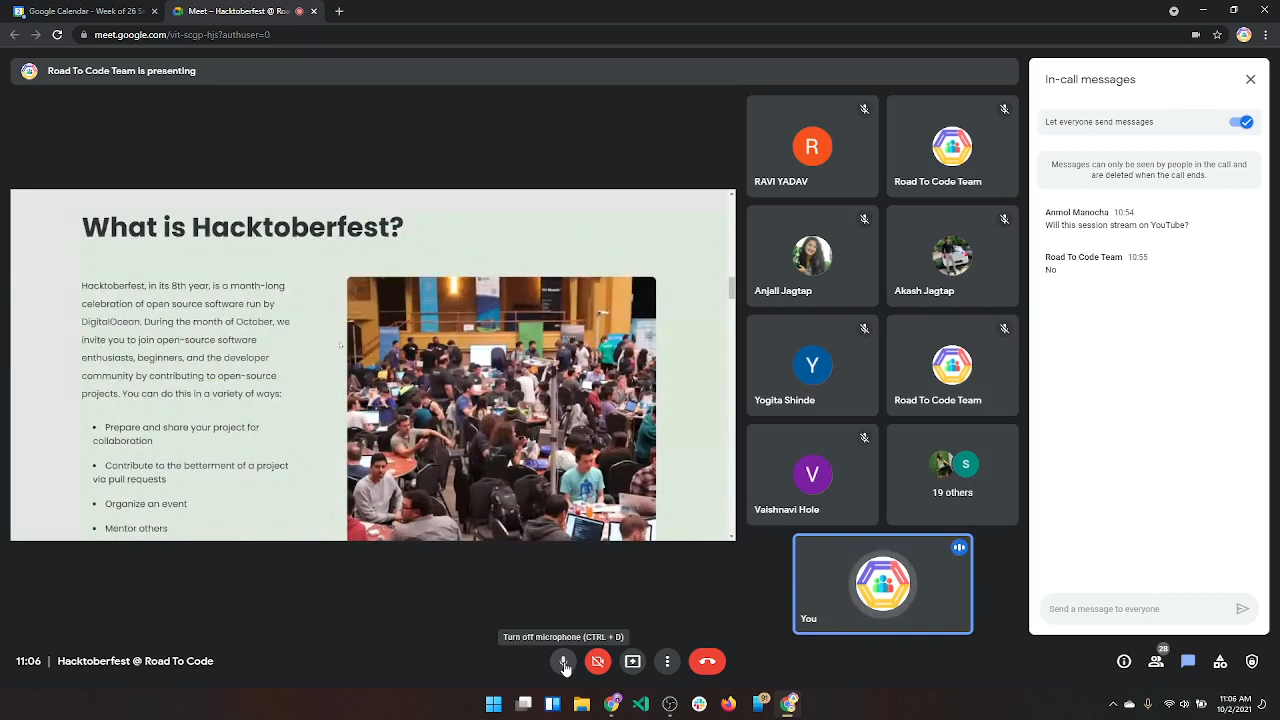 Google Calendar - Week of 26 Se
Meet – Hacktoberfest @ Roa
meet.google.com/vit-scgp-hjs?authuser=0
Road To Code Team is presenting
What is Hacktoberfest?
Hacktoberfest, in its 8th year, is a month-long
celebration of open source software run by
DigitalOcean. During the month of October, we
invite you to join open-source software
enthusiasts, beginners, and the developer
community by contributing to open-source
projects. You can do this in a variety of ways:
• Prepare and share your project for
collaboration
• Contribute to the betterment of a project
via pull requests
• Organize an event
• Mentor others
R
RAVI YADAV
Road To Code Team
Anjali Jagtap
Akash Jagtap
Y
Yogita Shinde
Road To Code Team
V
Vaishnavi Hole
S
19 others
You
In-call messages
Let everyone send messages
Messages can only be seen by people in the call and
are deleted when the call ends.
Anmol Manocha 10:54
Will this session stream on YouTube?
Road To Code Team 10:55
No
Send a message to everyone
Turn off microphone (CTRL + D)
11:06 | Hacktoberfest @ Road To Code
28
91
11:06 AM
10/2/2021